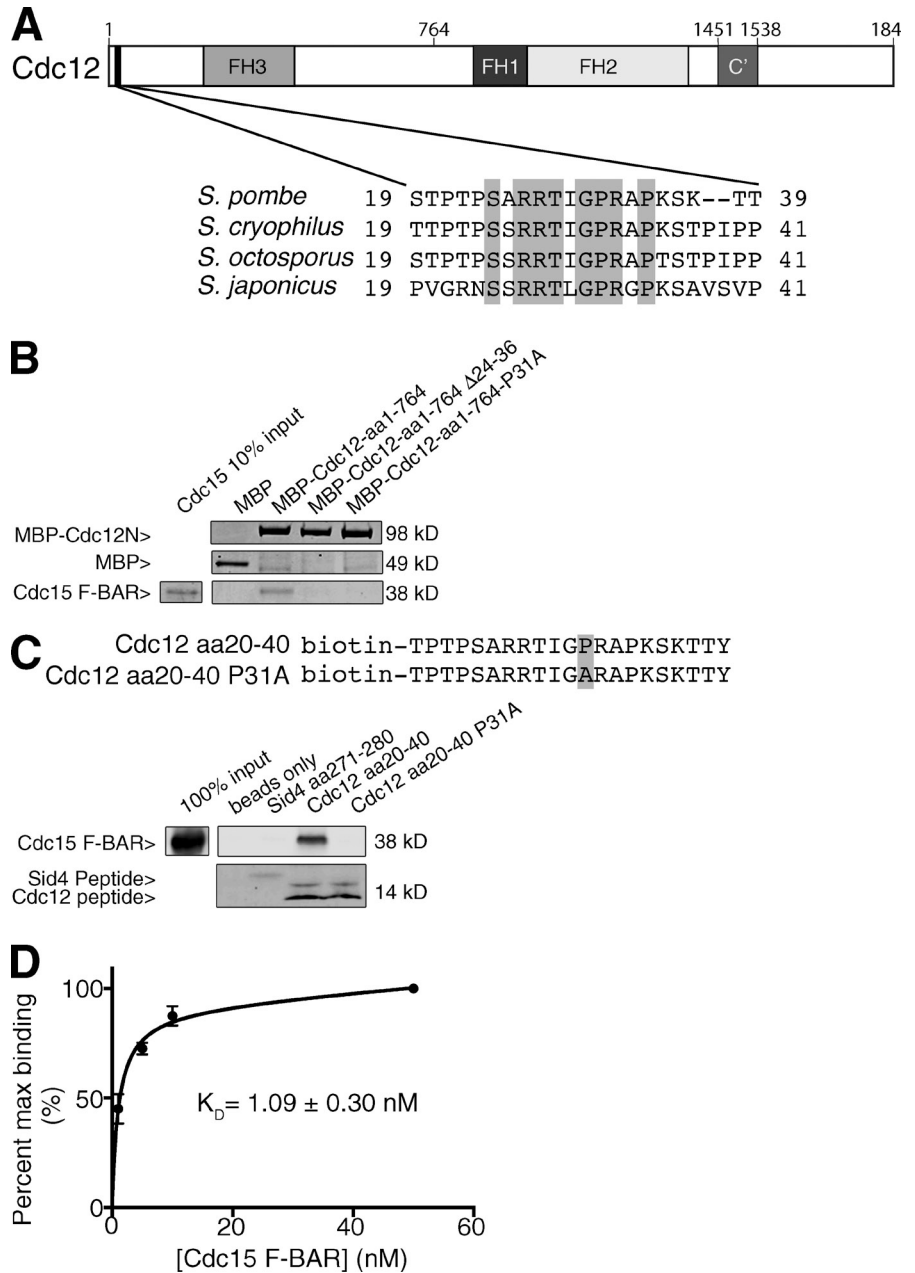 A
1 764 1451 1538 184
Cdc12 FH3 FH1 FH2 C'
S. pombe 19 STPTPSARRTIGPRAPKSK--TT 39
S. cryophilus 19 TTPTPSSRRTIGPRAPKSTPIPP 41
S. octosporus 19 STPTPSSRRTIGPRAPTSTPIPP 41
S. japonicus 19 PVGRNSSRRTLGPRGPKSAVSVP 41
B
Cdc15 10% input
MBP
MBP-Cdc12-aa1-764
MBP-Cdc12-aa1-764 Δ24-36
MBP-Cdc12-aa1-764-P31A
MBP-Cdc12N> 98 kD
MBP> 49 kD
Cdc15 F-BAR> 38 kD
C
Cdc12 aa20-40 biotin-TPTPSARRTIGPRAPKSKTTY
Cdc12 aa20-40 P31A biotin-TPTPSARRTIGARAPKSKTTY
100% input
beads only
Sid4 aa271-280
Cdc12 aa20-40
Cdc12 aa20-40 P31A
Cdc15 F-BAR> 38 kD
Sid4 Peptide>
Cdc12 peptide> 14 kD
D
Percent max binding
(%)
100
50
0
KD= 1.09 ± 0.30 nM
0 20 40 60
[Cdc15 F-BAR] (nM)